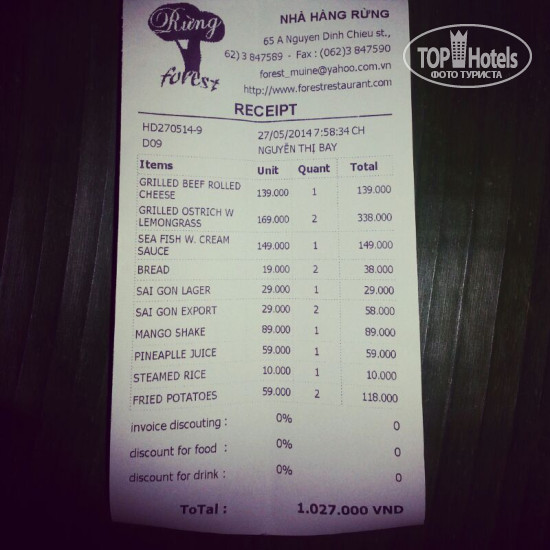 Rừng
forest
NHÀ HÀNG RỪNG
65 A Nguyen Dinh Chieu st.,
62) 3 847589 - Fax : (062)3 847590
forest_muine@yahoo.com.vn
http://www.forestrestaurant.com
TOP Hotels
ФОТО ТУРИСТА
RECEIPT
HD270514-9 27/05/2014 7:58:34 CH
D09 NGUYỄN THỊ BAY
Items Unit Quant Total
GRILLED BEEF ROLLED
CHEESE 139.000 1 139.000
GRILLED OSTRICH W
LEMONGRASS 169.000 2 338.000
SEA FISH W. CREAM
SAUCE 149.000 1 149.000
BREAD 19.000 2 38.000
SAI GON LAGER 29.000 1 29.000
SAI GON EXPORT 29.000 2 58.000
MANGO SHAKE 89.000 1 89.000
PINEAPLLE JUICE 59.000 1 59.000
STEAMED RICE 10.000 1 10.000
FRIED POTATOES 59.000 2 118.000
invoice discouting : 0% 0
discount for food : 0% 0
discount for drink : 0% 0
ToTal : 1.027.000 VND